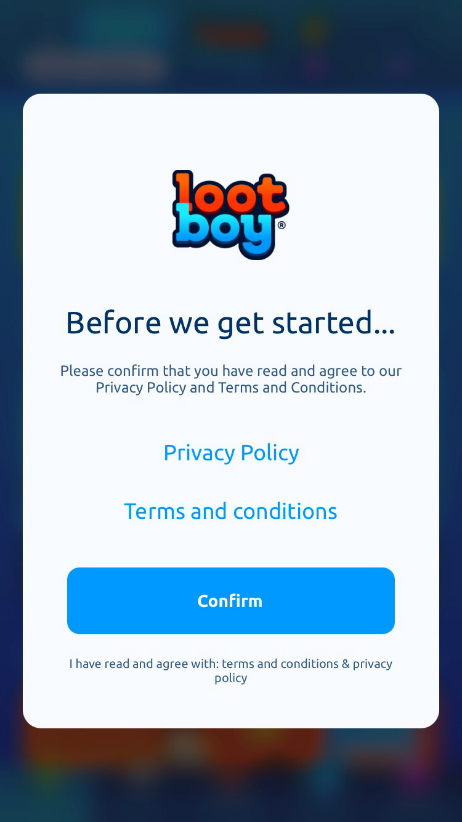 loot
boy®
Before we get started...
Please confirm that you have read and agree to our
Privacy Policy and Terms and Conditions.
Privacy Policy
Terms and conditions
Confirm
I have read and agree with: terms and conditions & privacy
policy